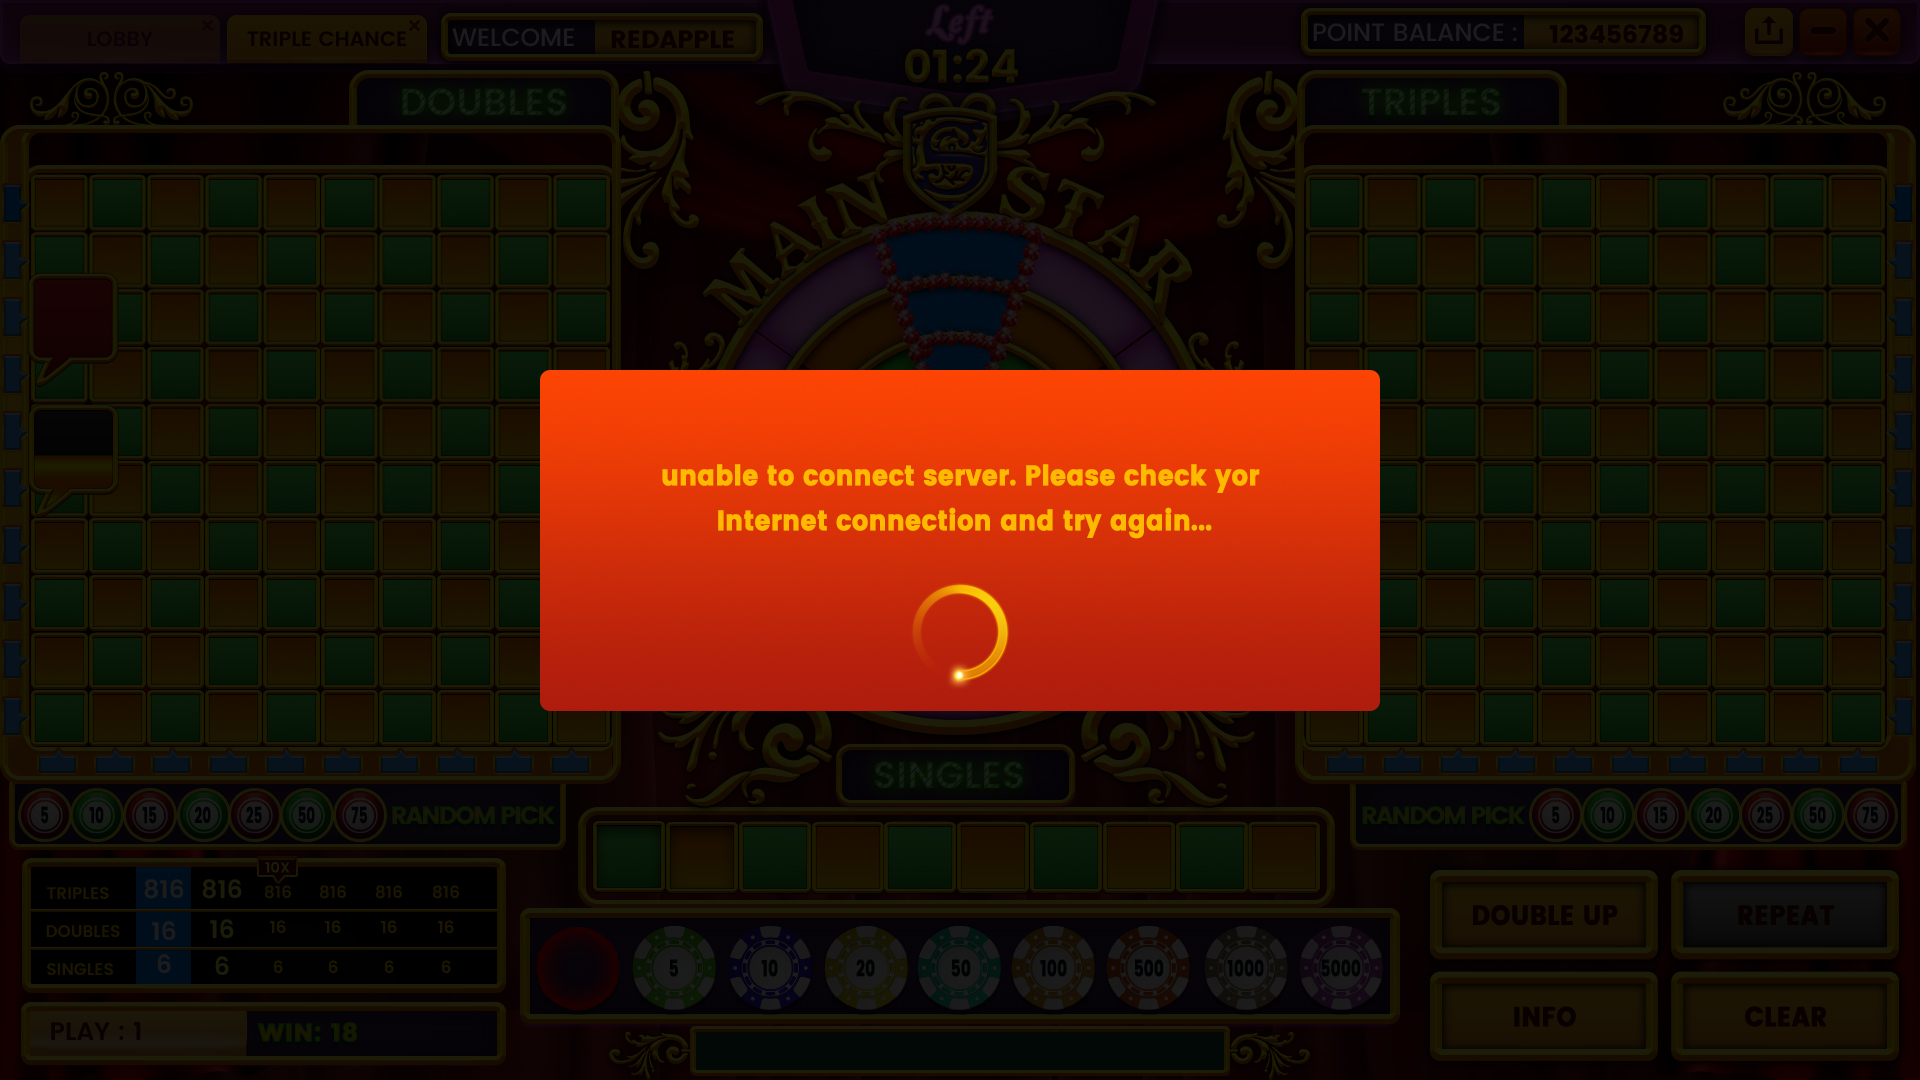 LOBBY
TRIPLE CHANCE
WELCOME REDAPPLE
Left
01:24
POINT BALANCE : 123456789
DOUBLES
TRIPLES
MAIN STAR
unable to connect server. Please check yor
Internet connection and try again...
SINGLES
5 10 15 20 25 50 75 RANDOM PICK
RANDOM PICK 5 10 15 20 25 50 75
10X
TRIPLES 816 816 816 816 816 816
DOUBLES 16 16 16 16 16 16
SINGLES 6 6 6 6 6 6
PLAY : 1 WIN: 18
5 10 20 50 100 500 1000 5000
DOUBLE UP REPEAT
INFO CLEAR